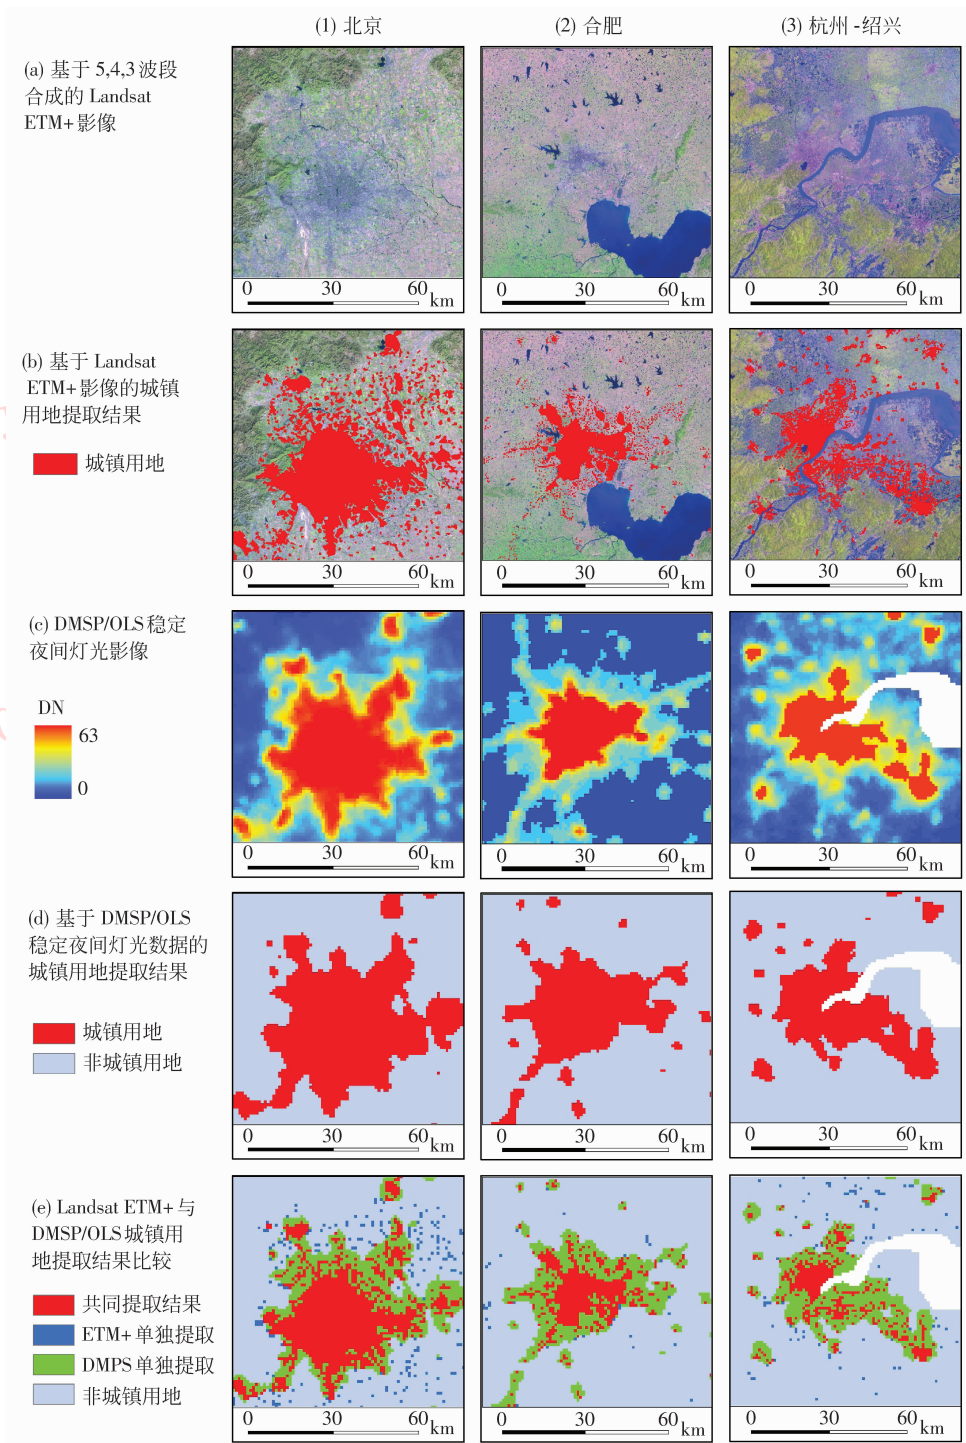 (1) 北京
(2) 合肥
(3) 杭州-绍兴
(a) 基于 5,4,3 波段
合成的 Landsat
ETM+ 影像
0 30 60 km
0 30 60 km
0 30 60 km
(b) 基于 Landsat
ETM+ 影像的城镇
用地提取结果
城镇用地
0 30 60 km
0 30 60 km
0 30 60 km
(c) DMSP/OLS 稳定
夜间灯光影像
DN
63
0
0 30 60 km
0 30 60 km
0 30 60 km
(d) 基于 DMSP/OLS
稳定夜间灯光数据的
城镇用地提取结果
城镇用地
非城镇用地
0 30 60 km
0 30 60 km
0 30 60 km
(e) Landsat ETM+ 与
DMSP/OLS 城镇用
地提取结果比较
共同提取结果
ETM+ 单独提取
DMPS 单独提取
非城镇用地
0 30 60 km
0 30 60 km
0 30 60 km